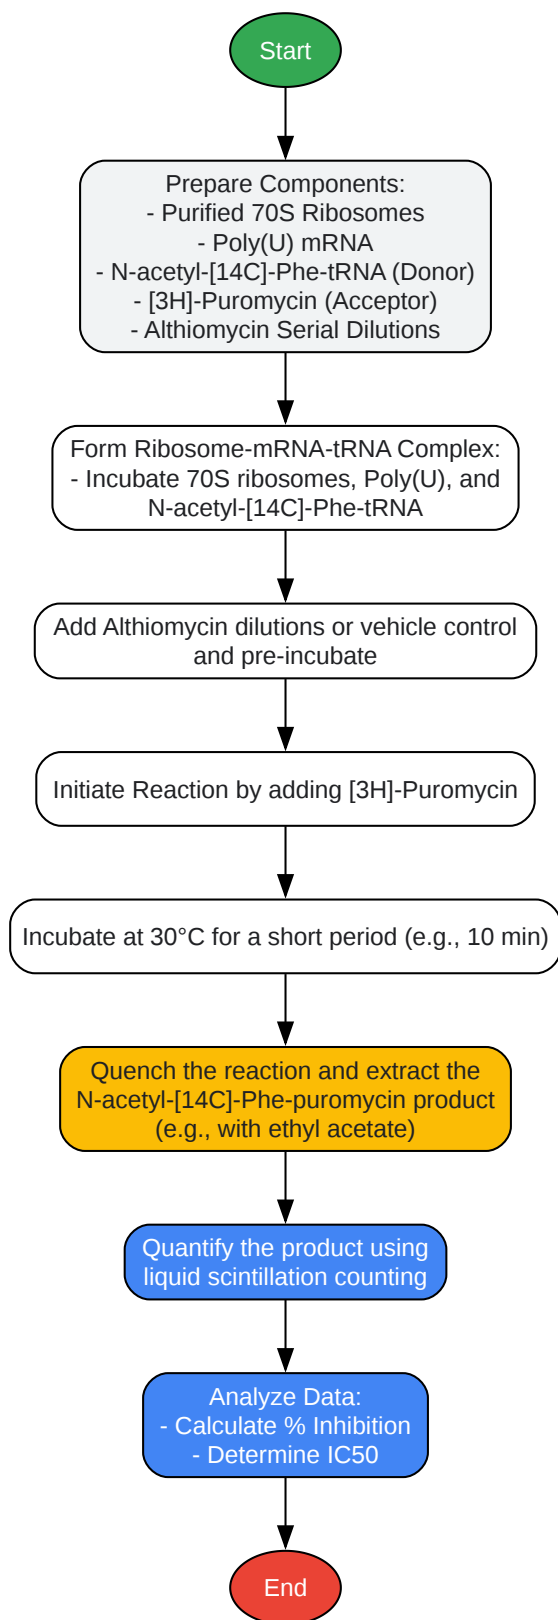 Start
Prepare Components:
- Purified 70S Ribosomes
- Poly(U) mRNA
- N-acetyl-[14C]-Phe-tRNA (Donor)
- [3H]-Puromycin (Acceptor)
- Althiomycin Serial Dilutions
Form Ribosome-mRNA-tRNA Complex:
- Incubate 70S ribosomes, Poly(U), and
N-acetyl-[14C]-Phe-tRNA
Add Althiomycin dilutions or vehicle control
and pre-incubate
Initiate Reaction by adding [3H]-Puromycin
Incubate at 30°C for a short period (e.g., 10 min)
Quench the reaction and extract the
N-acetyl-[14C]-Phe-puromycin product
(e.g., with ethyl acetate)
Quantify the product using
liquid scintillation counting
Analyze Data:
- Calculate % Inhibition
- Determine IC50
End